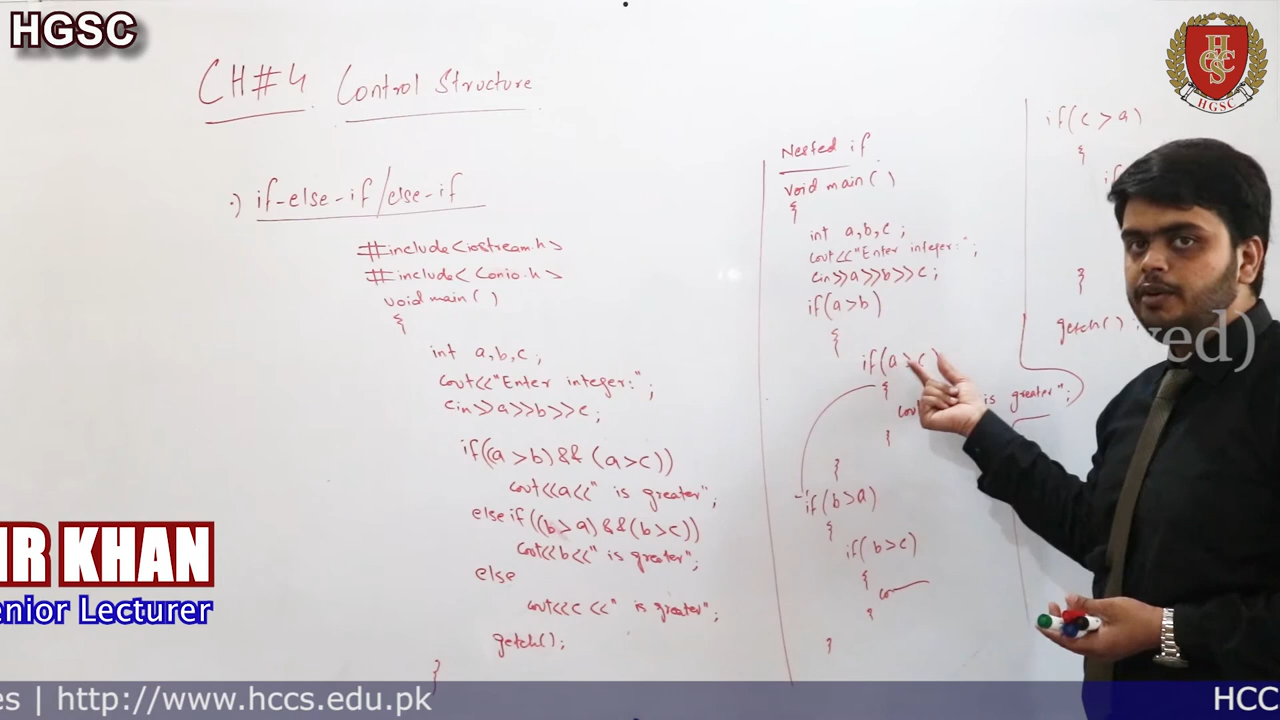 HGSC
HGSC
CH#4 Control Structure
·) if-else-if/else-if
#include<iostream.h>
#include<conio.h>
void main( )
{
int a,b,c ;
cout<<"Enter integer:" ;
cin>>a>>b>>c ;
if((a>b)&&(a>c))
cout<<a<<" is greater";
else if((b>a)&&(b>c))
cout<<b<<" is greater";
else
cout<<c<<" is greater";
getch();
}
Nested if
void main( )
{
int a,b,c ;
cout<<"Enter integer:" ;
cin>>a>>b>>c ;
if(a>b)
{
if(a>c)
{
is greater";
}
}
if(b>a)
{
if(b>c)
{
co
}
}
if(c>a)
{
if
}
getch()
ved)
IR KHAN
enior Lecturer
es | http://www.hccs.edu.pk
HCC